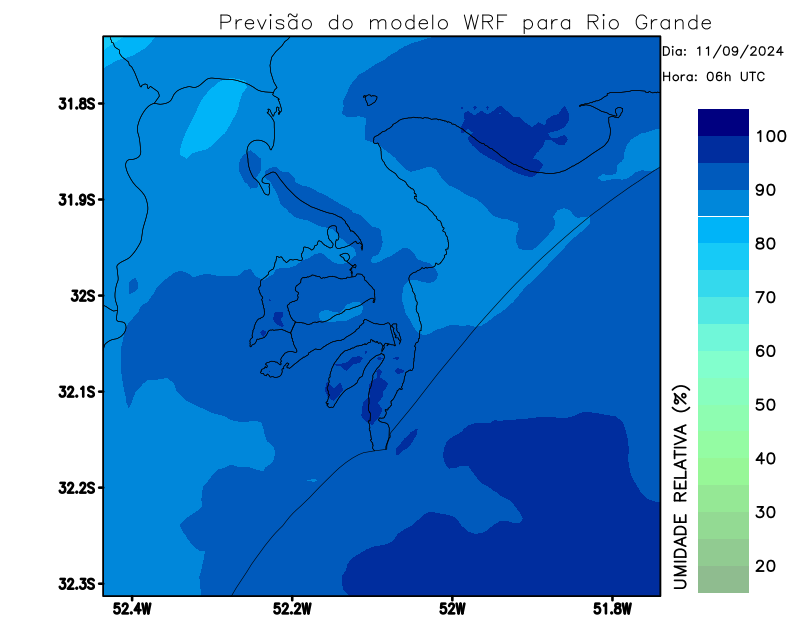 Previsão do modelo WRF para Rio Grande
Dia: 11/09/2024
Hora: 06h UTC
31.8S
31.9S
32S
32.1S
32.2S
32.3S
52.4W
52.2W
52W
51.8W
100
90
80
70
60
50
40
30
20
UMIDADE RELATIVA (%)